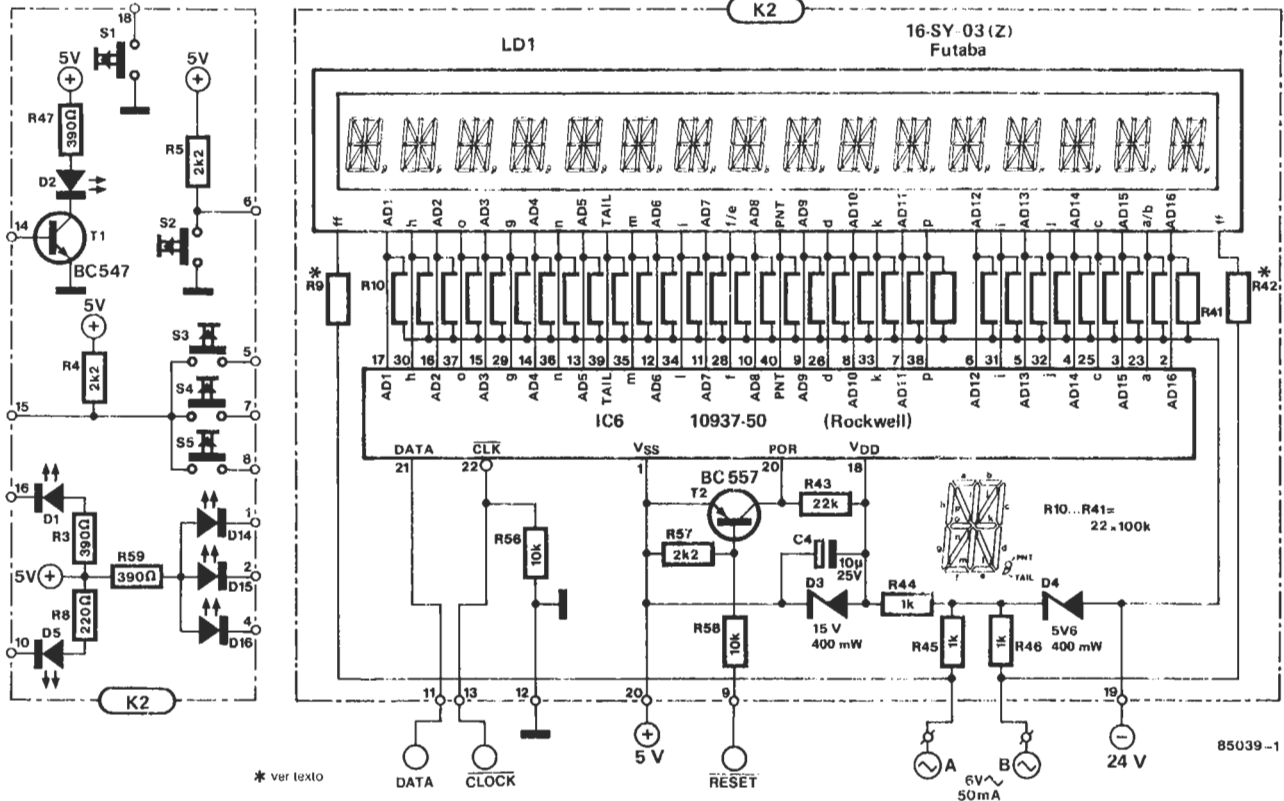 K2
18
S1
LD1
16-SY-03(Z)
Futaba
5V
5V
R47
390Ω
R5
2k2
D2
6
S2
14
T1
BC547
ff AD1 h AD2 o AD3 g AD4 n AD5 TAIL m AD6 l AD7 f/e AD8 PNT AD9 d AD10 k AD11 p AD12 i AD13 j AD14 c AD15 a/b AD16 ff
*
R9
R10
R41
*
R42
5V
R4
2k2
S3
5
S4
15
7
S5
8
17 30 16 37 15 29 14 36 13 39 35 12 34 11 28 10 40 9 26 8 33 7 38 6 31 5 32 4 25 3 23 2
AD1 h AD2 o AD3 g AD4 n AD5 TAIL m AD6 l AD7 f AD8 PNT AD9 d AD10 k AD11 p AD12 i AD13 j AD14 c AD15 a AD16
IC6 10937-50 (Rockwell)
DATA CLK VSS POR VDD
21 22 1 20 18
16
D1
R3
390Ω
5V
R59
390Ω
R8
220Ω
10
D5
1
D14
2
D15
4
D16
K2
R56
10k
BC 557
T2
R43
22k
R57
2k2
C4
10µ
25V
D3
15 V
400 mW
R58
10k
R44
1k
R45
1k
R46
1k
D4
5V6
400 mW
a b
h c
g d
f e
PNT
TAIL
R10...R41=
22 x 100k
11 13 12 20 9 19
DATA
CLOCK
5 V
RESET
A
B
6V~
50mA
24 V
85039-1
* ver texto